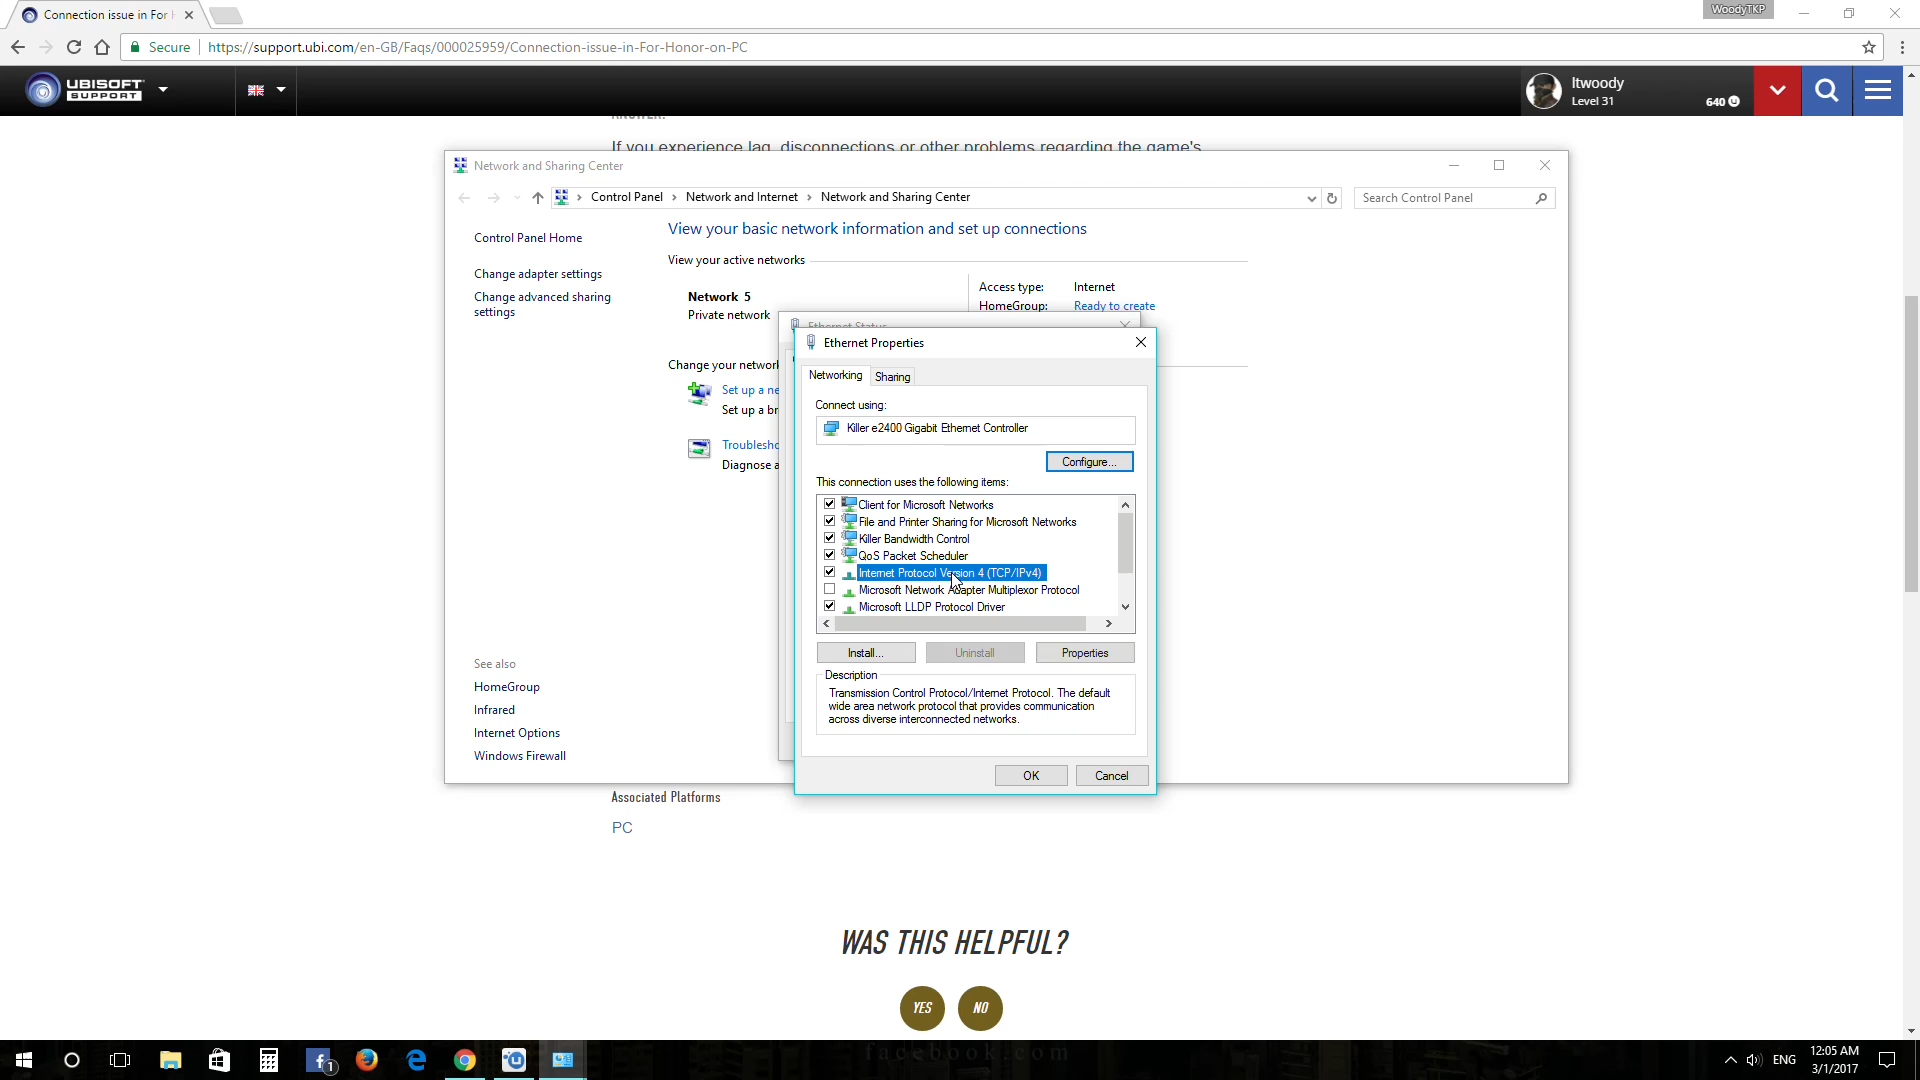 Connection issue in For H
WoodyTKP
Secure
https://support.ubi.com/en-GB/Faqs/000025959/Connection-issue-in-For-Honor-on-PC
UBISOFT
SUPPORT
ltwoody
Level 31
640
ANSWER:
If you experience lag, disconnections or other problems regarding the game's
Network and Sharing Center
Control Panel > Network and Internet > Network and Sharing Center
Search Control Panel
Control Panel Home
Change adapter settings
Change advanced sharing
settings
View your basic network information and set up connections
View your active networks
Network 5
Private network
Access type: Internet
HomeGroup: Ready to create
Ethernet Status
Change your network
Set up a ne
Set up a br
Troublesho
Diagnose a
Ethernet Properties
Networking
Sharing
Connect using:
Killer e2400 Gigabit Ethernet Controller
Configure...
This connection uses the following items:
Client for Microsoft Networks
File and Printer Sharing for Microsoft Networks
Killer Bandwidth Control
QoS Packet Scheduler
Internet Protocol Version 4 (TCP/IPv4)
Microsoft Network Adapter Multiplexor Protocol
Microsoft LLDP Protocol Driver
Install...
Uninstall
Properties
Description
Transmission Control Protocol/Internet Protocol. The default
wide area network protocol that provides communication
across diverse interconnected networks.
OK
Cancel
See also
HomeGroup
Infrared
Internet Options
Windows Firewall
Associated Platforms
PC
WAS THIS HELPFUL?
YES
NO
facebook.com
1
ENG
12:05 AM
3/1/2017